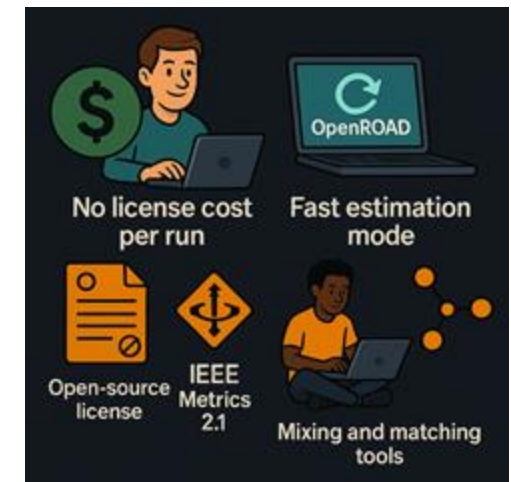 $
OpenROAD
No license cost
per run
Fast estimation
mode
Open-source
license
IEEE
Metrics
2.1
Mixing and matching
tools